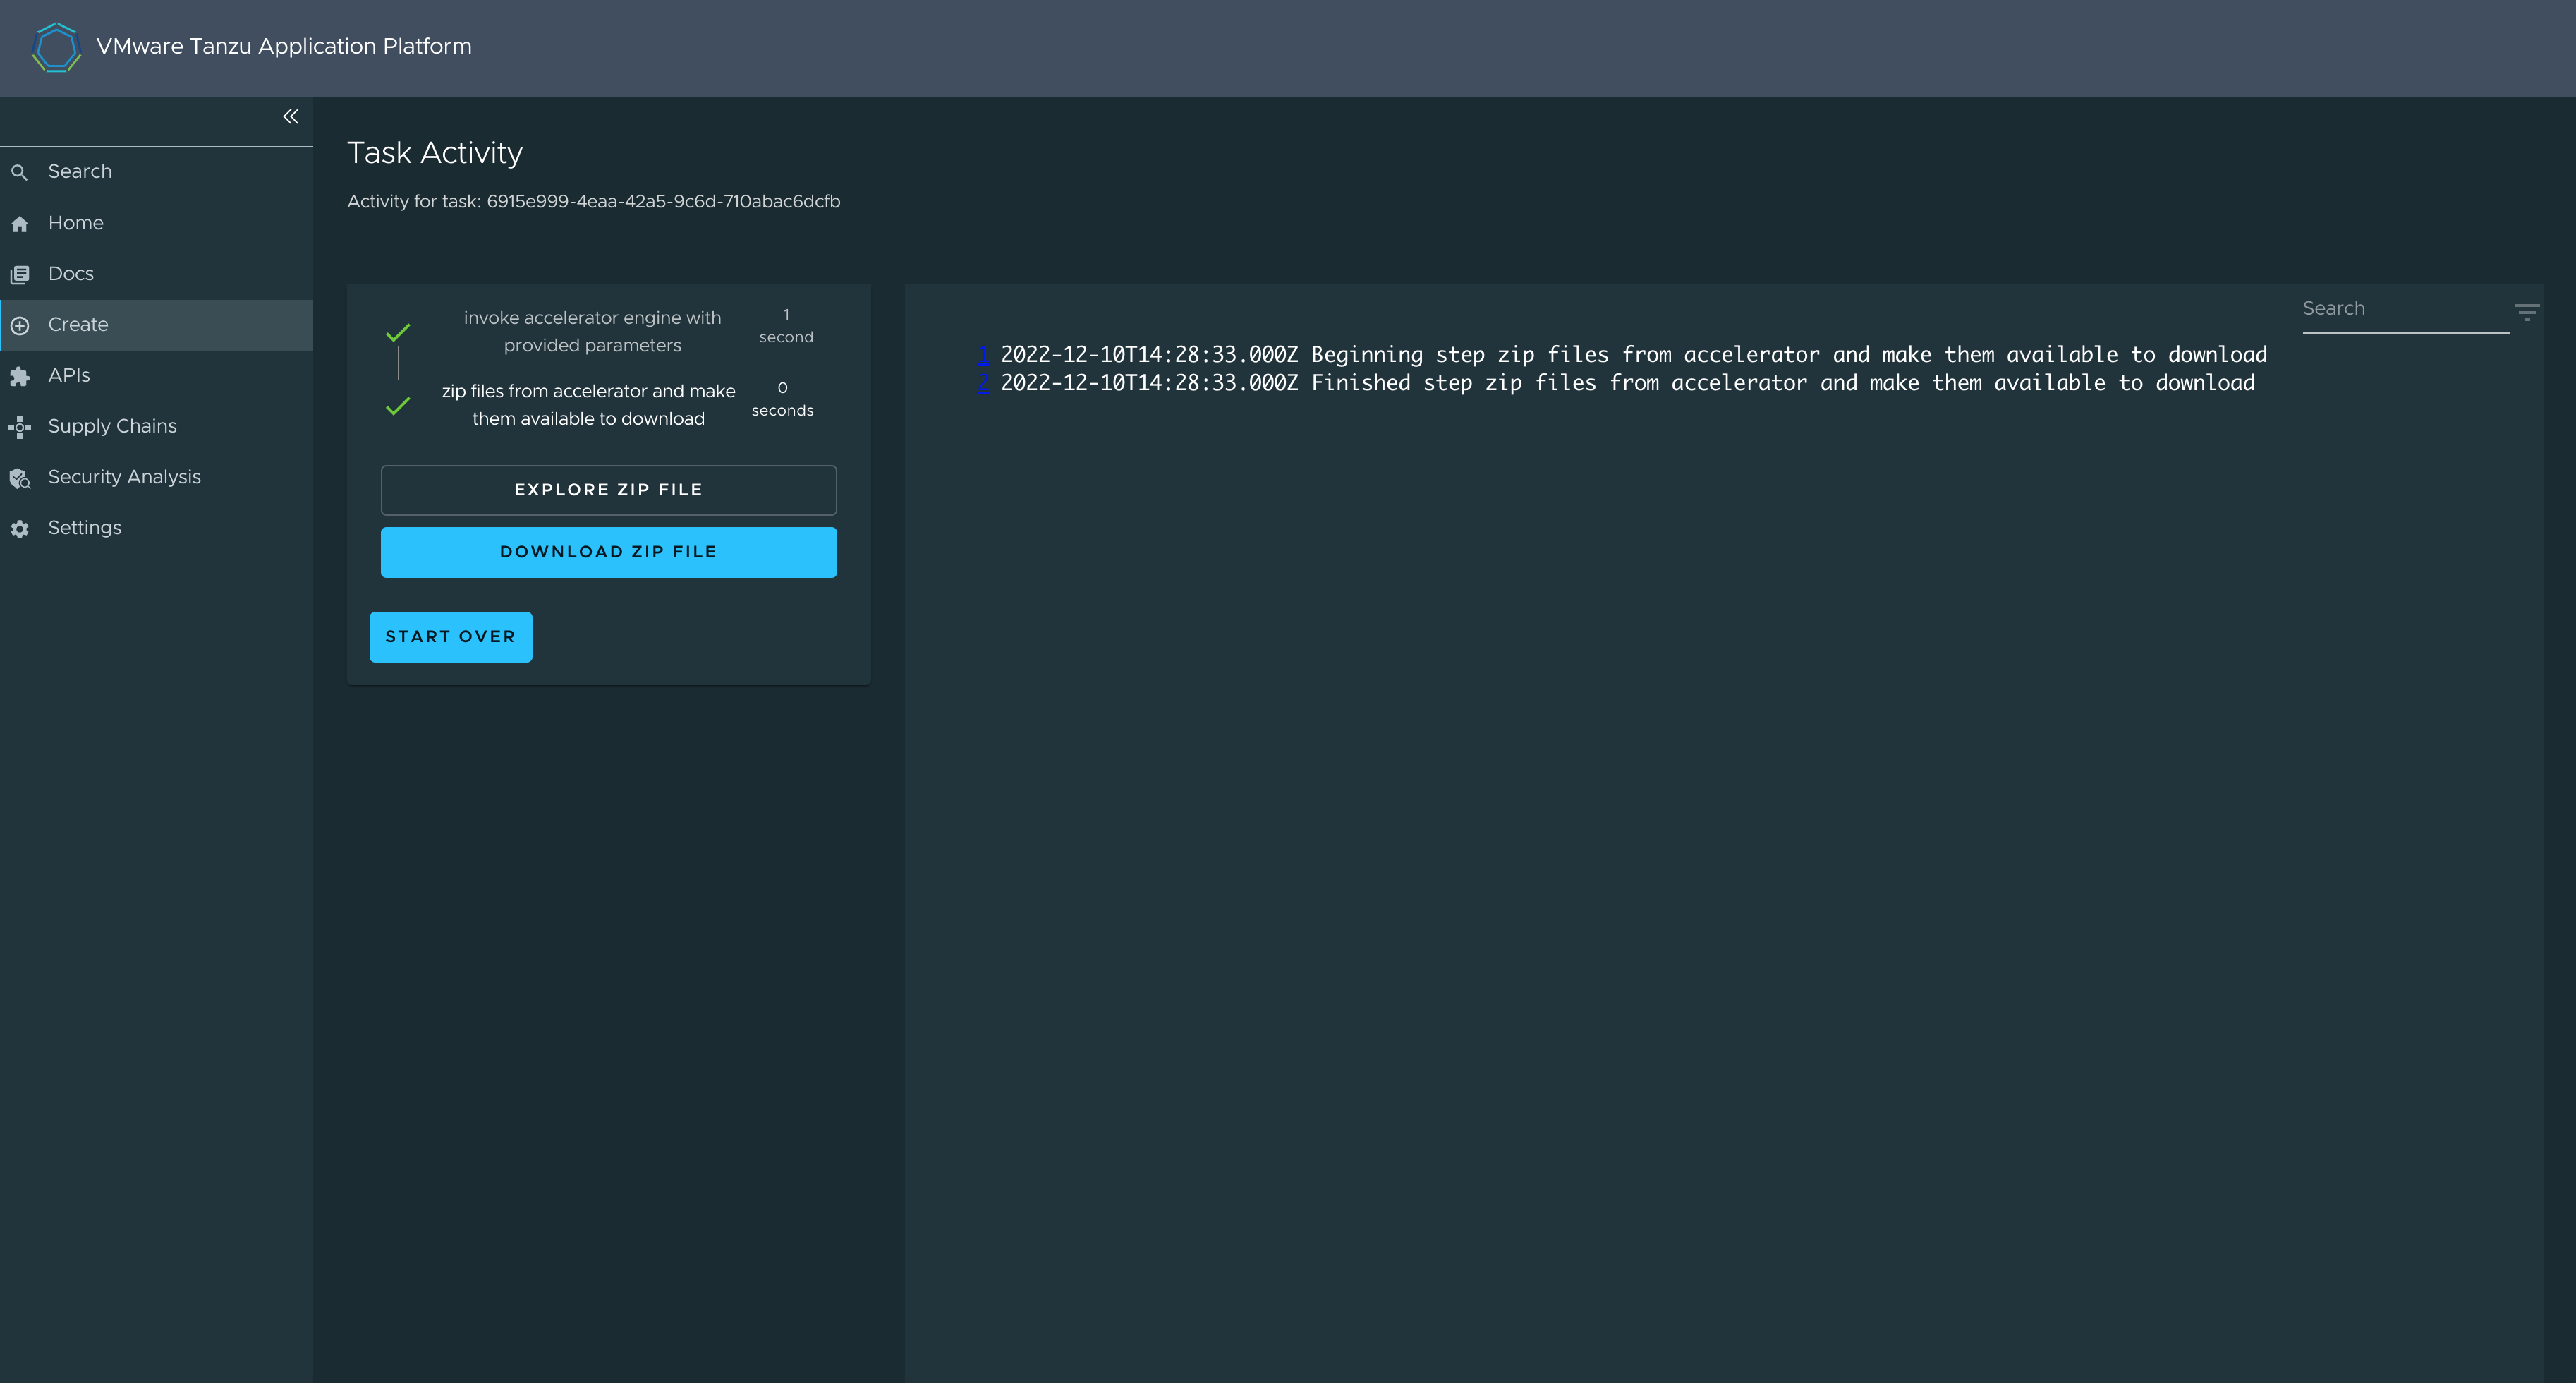 VMware Tanzu Application Platform
Search
Home
Docs
Create
APIs
Supply Chains
Security Analysis
Settings
Task Activity
Activity for task: 6915e999-4eaa-42a5-9c6d-710abac6dcfb
invoke accelerator engine with
provided parameters
1
second
zip files from accelerator and make
them available to download
0
seconds
EXPLORE ZIP FILE
DOWNLOAD ZIP FILE
START OVER
Search
1 2022-12-10T14:28:33.000Z Beginning step zip files from accelerator and make them available to download
2 2022-12-10T14:28:33.000Z Finished step zip files from accelerator and make them available to download